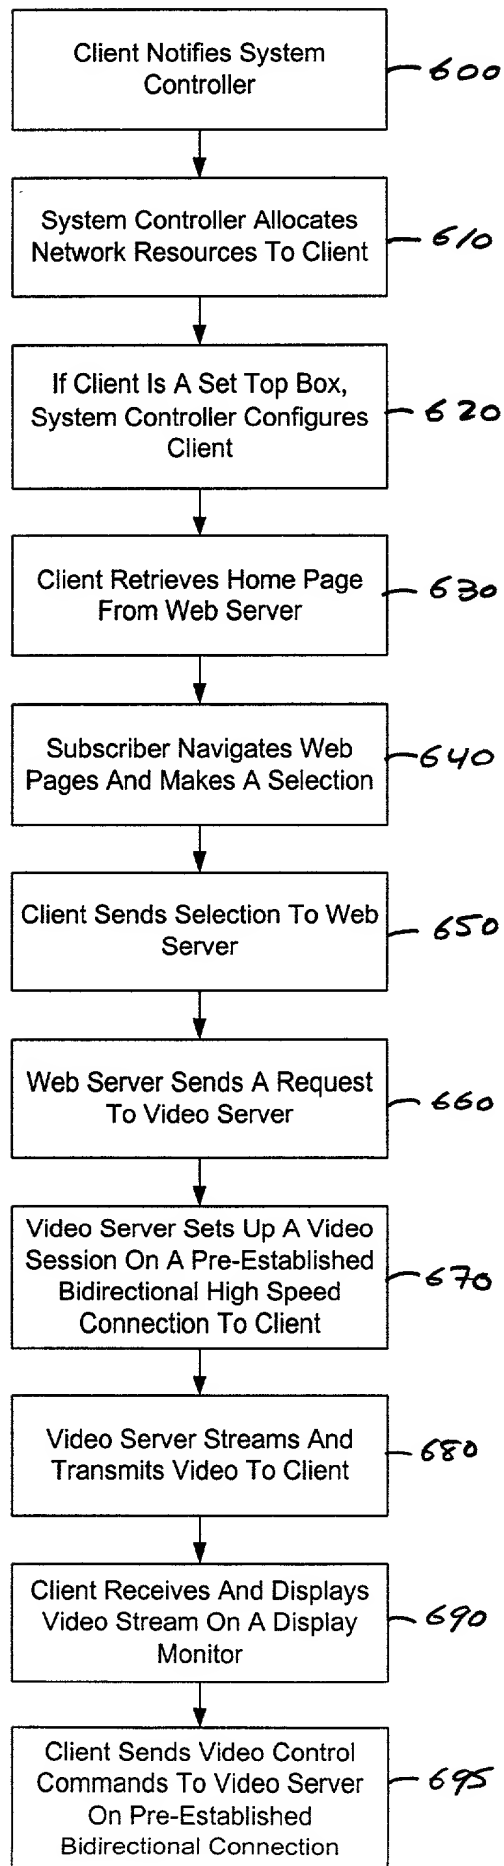 Client Notifies System
Controller
600
System Controller Allocates
Network Resources To Client
610
If Client Is A Set Top Box,
System Controller Configures
Client
620
Client Retrieves Home Page
From Web Server
630
Subscriber Navigates Web
Pages And Makes A Selection
640
Client Sends Selection To Web
Server
650
Web Server Sends A Request
To Video Server
660
Video Server Sets Up A Video
Session On A Pre-Established
Bidirectional High Speed
Connection To Client
670
Video Server Streams And
Transmits Video To Client
680
Client Receives And Displays
Video Stream On A Display
Monitor
690
Client Sends Video Control
Commands To Video Server
On Pre-Established
Bidirectional Connection
695